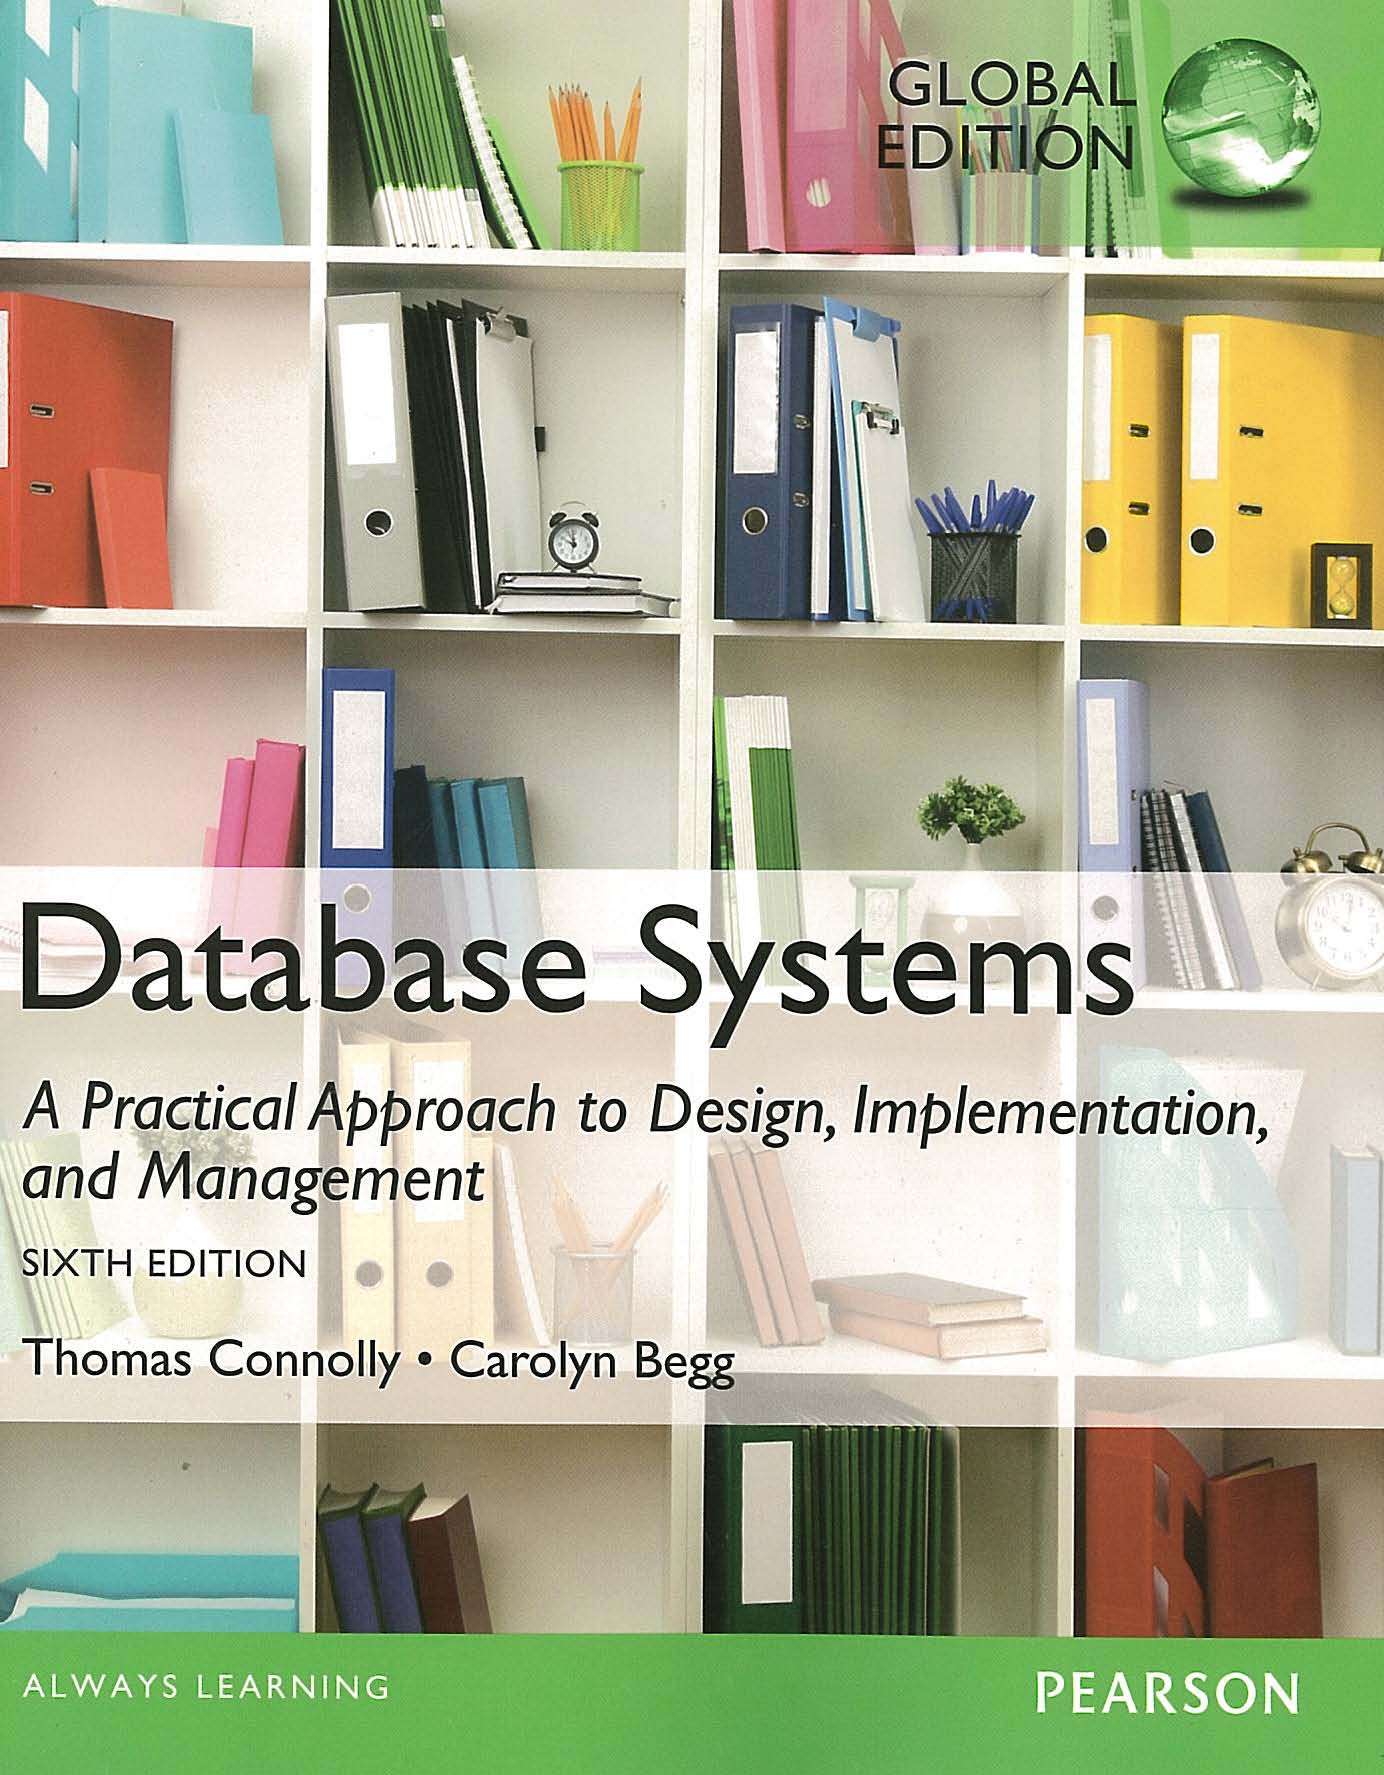 GLOBAL
EDITION
Database Systems
A Practical Approach to Design, Implementation,
and Management
SIXTH EDITION
Thomas Connolly • Carolyn Begg
ALWAYS LEARNING
PEARSON